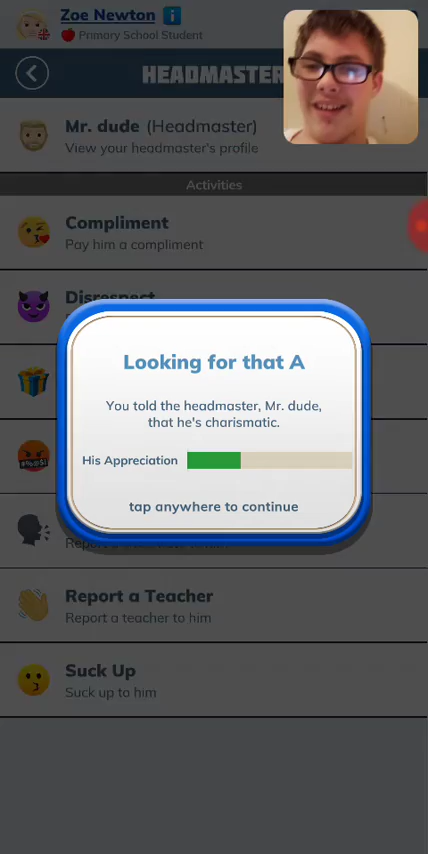 Zoe Newton
Primary School Student
HEADMASTER
Mr. dude (Headmaster)
View your headmaster's profile
Activities
Compliment
Pay him a compliment
Disrespect
Looking for that A
You told the headmaster, Mr. dude,
that he's charismatic.
His Appreciation
tap anywhere to continue
Report a Teacher
Report a teacher to him
Suck Up
Suck up to him